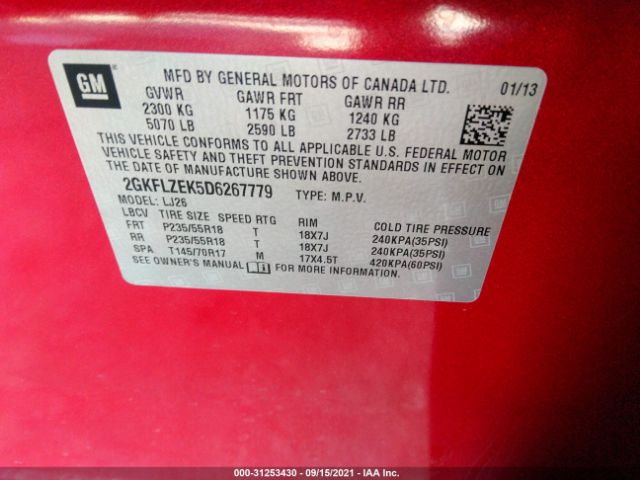 GM
MFD BY GENERAL MOTORS OF CANADA LTD. 01/13
GVWR GAWR FRT GAWR RR
2300 KG 1175 KG 1240 KG
5070 LB 2590 LB 2733 LB
THIS VEHICLE CONFORMS TO ALL APPLICABLE U.S. FEDERAL MOTOR
VEHICLE SAFETY AND THEFT PREVENTION STANDARDS IN EFFECT ON
THE DATE OF MANUFACTURE SHOWN ABOVE.
2GKFLZEK5D6267779 TYPE: M.P.V.
MODEL: LJ26
LBCV TIRE SIZE SPEED RTG RIM COLD TIRE PRESSURE
FRT P235/55R18 T 18X7J 240KPA(35PSI)
RR P235/55R18 T 18X7J 240KPA(35PSI)
SPA T145/70R17 M 17X4.5T 420KPA(60PSI)
SEE OWNER'S MANUAL FOR MORE INFORMATION.
000-31253430 - 09/15/2021 - IAA Inc.